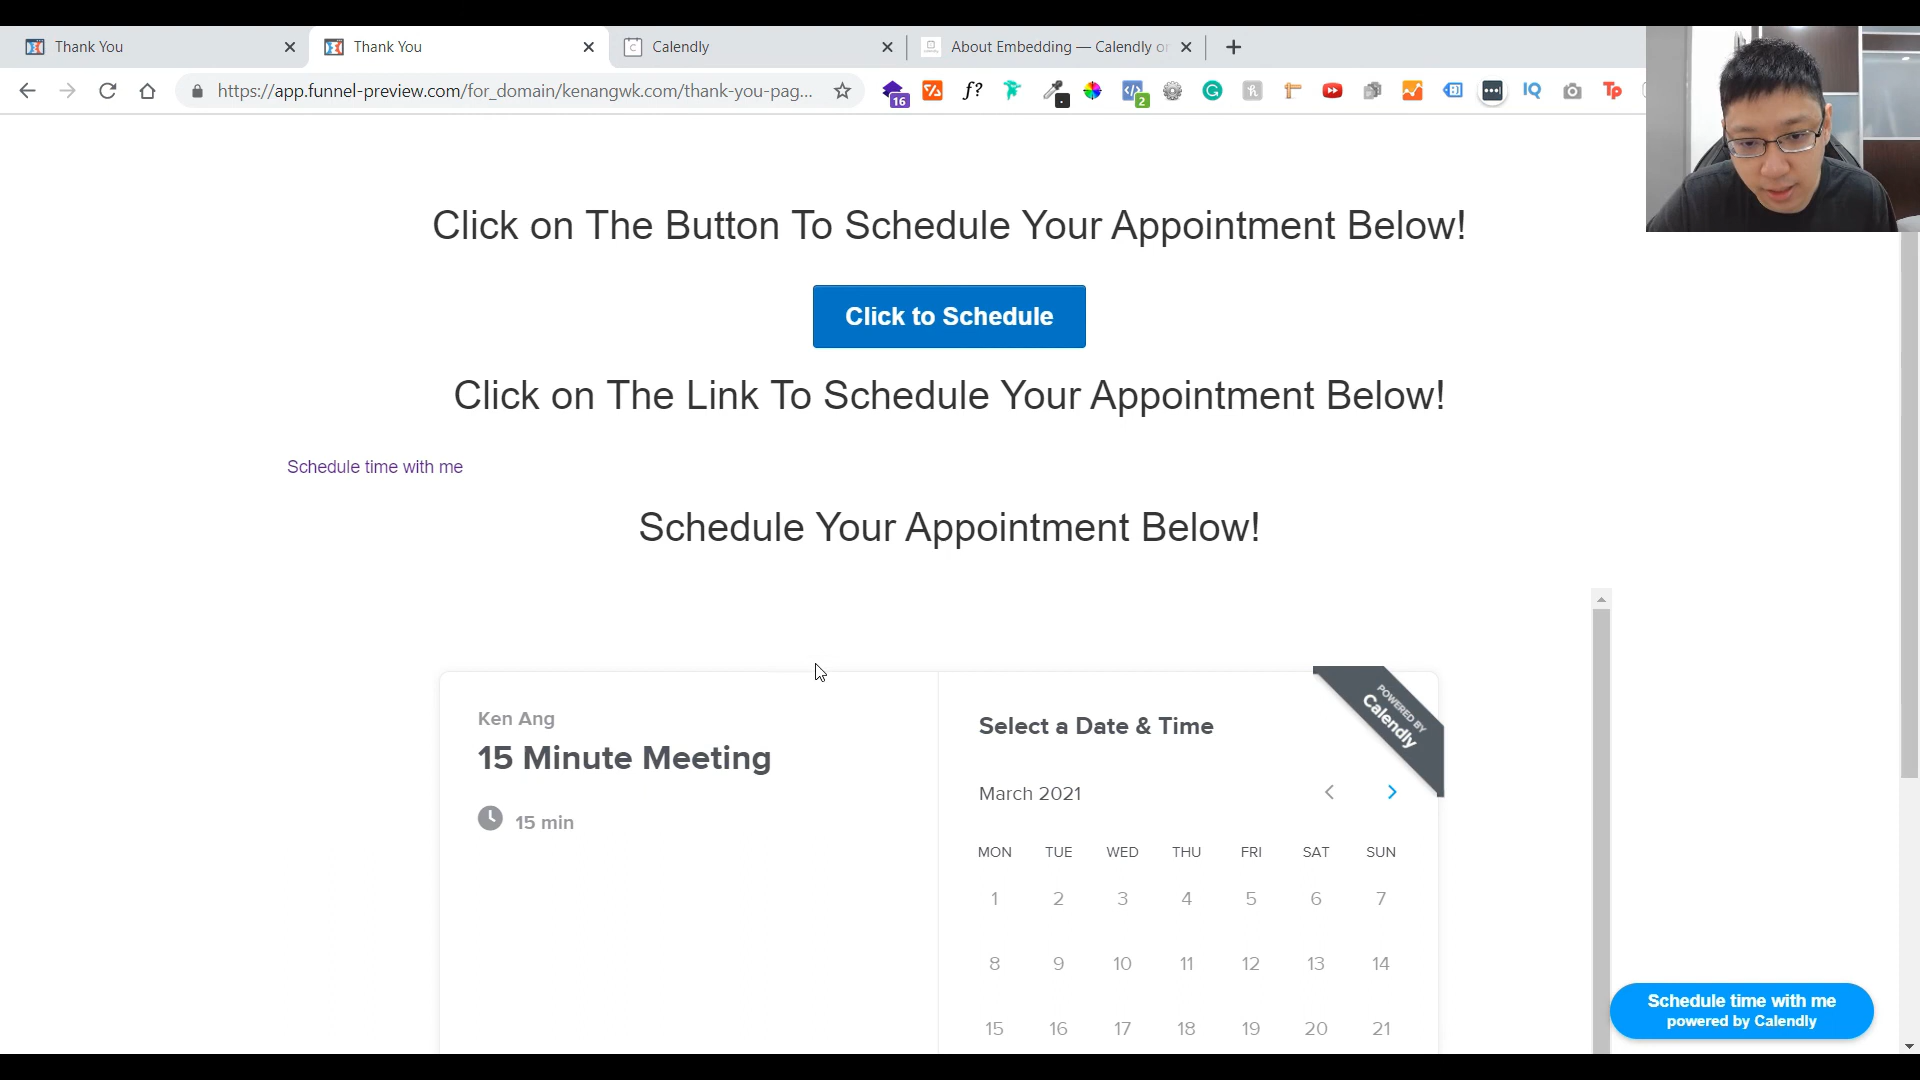 Thank You
Thank You
Calendly
About Embedding — Calendly or
https://app.funnel-preview.com/for_domain/kenangwk.com/thank-you-pag...
16
f?
2
IQ
Tp
Click on The Button To Schedule Your Appointment Below!
Click to Schedule
Click on The Link To Schedule Your Appointment Below!
Schedule time with me
Schedule Your Appointment Below!
Ken Ang
15 Minute Meeting
15 min
Select a Date & Time
POWERED BY
Calendly
March 2021
MON TUE WED THU FRI SAT SUN
1 2 3 4 5 6 7
8 9 10 11 12 13 14
15 16 17 18 19 20 21
Schedule time with me
powered by Calendly